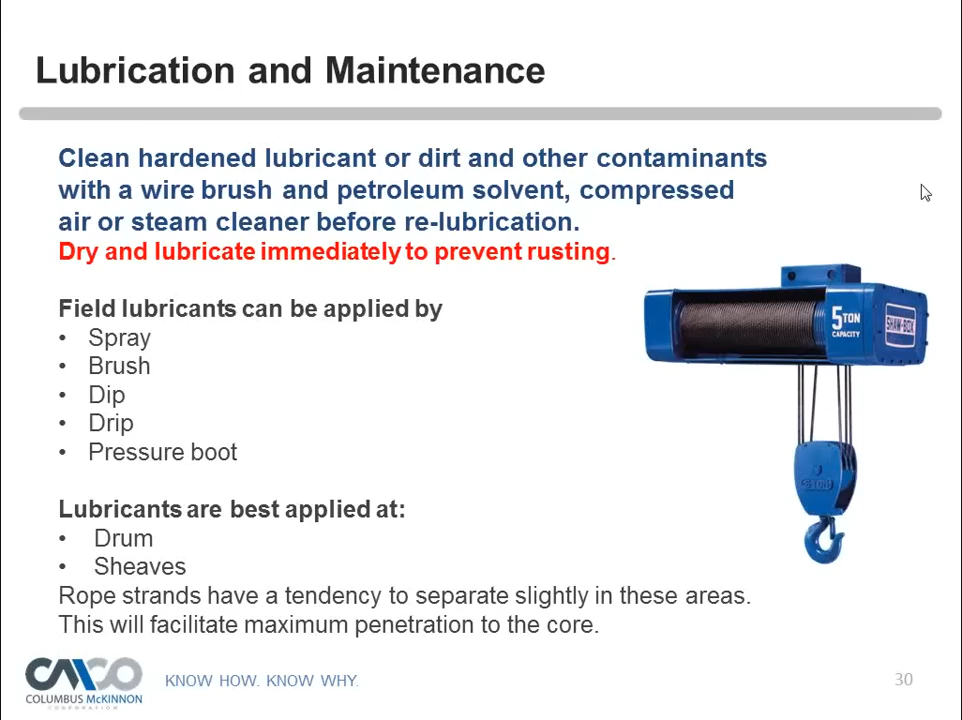 Lubrication and Maintenance
Clean hardened lubricant or dirt and other contaminants
with a wire brush and petroleum solvent, compressed
air or steam cleaner before re-lubrication.
Dry and lubricate immediately to prevent rusting.
Field lubricants can be applied by
• Spray
• Brush
• Dip
• Drip
• Pressure boot
5 TON
CAPACITY
SHAW-BOX
5 TON
Lubricants are best applied at:
• Drum
• Sheaves
Rope strands have a tendency to separate slightly in these areas.
This will facilitate maximum penetration to the core.
CMCO
COLUSMBUS McKINNON
CORPORATION
KNOW HOW. KNOW WHY.
30